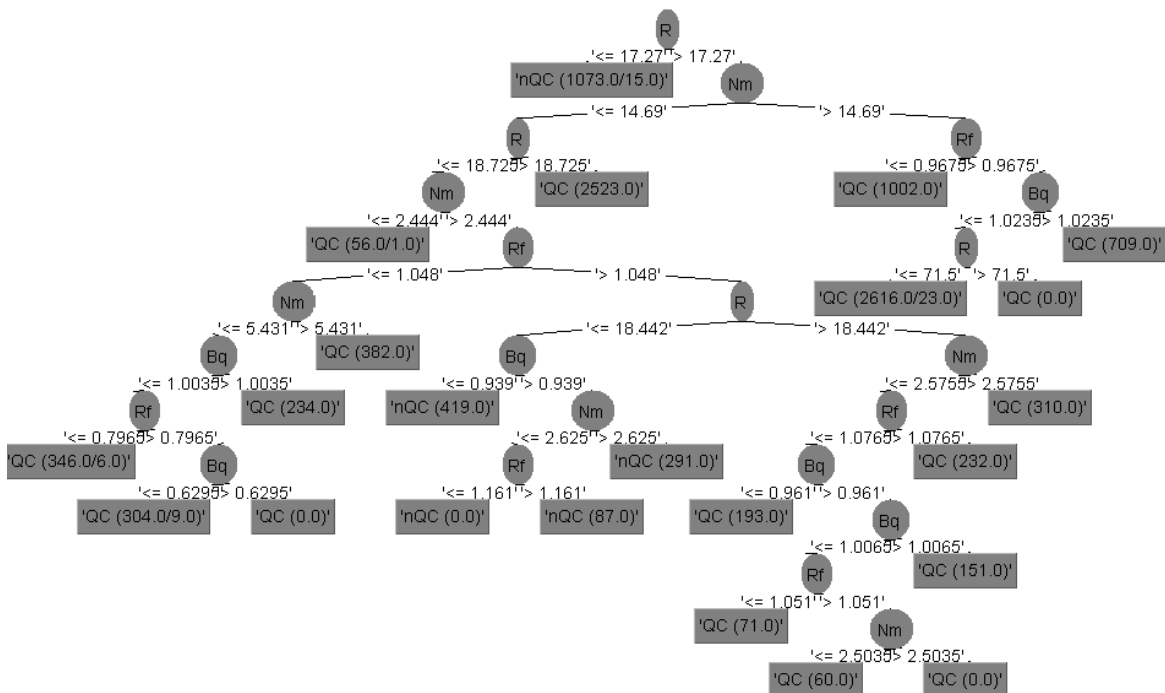 R
'<= 17.27' '> 17.27'
'nQC (1073.0/15.0)' Nm
'<= 14.69' '> 14.69'
R Rf
'<= 18.725' '> 18.725' '<= 0.9675' '> 0.9675'
Nm 'QC (2523.0)' 'QC (1002.0)' Bq
'<= 2.444' '> 2.444' '<= 1.0235' '> 1.0235'
'QC (56.0/1.0)' Rf R 'QC (709.0)'
'<= 1.048' '> 1.048' '<= 71.5' '> 71.5'
Nm R 'QC (2616.0/23.0)' 'QC (0.0)'
'<= 5.431' '> 5.431' '<= 18.442' '> 18.442'
Bq 'QC (382.0)' Bq Nm
'<= 1.0035' '> 1.0035' '<= 0.939' '> 0.939' '<= 2.5755' '> 2.5755'
Rf 'QC (234.0)' 'nQC (419.0)' Nm Rf 'QC (310.0)'
'<= 0.7965' '> 0.7965' '<= 2.625' '> 2.625' '<= 1.0765' '> 1.0765'
'QC (346.0/6.0)' Bq Rf 'nQC (291.0)' Bq 'QC (232.0)'
'<= 0.6295' '> 0.6295' '<= 1.161' '> 1.161' '<= 0.961' '> 0.961'
'QC (304.0/9.0)' 'QC (0.0)' 'nQC (0.0)' 'nQC (87.0)' 'QC (193.0)' Bq
'<= 1.0065' '> 1.0065'
Rf 'QC (151.0)'
'<= 1.051' '> 1.051'
'QC (71.0)' Nm
'<= 2.5035' '> 2.5035'
'QC (60.0)' 'QC (0.0)'